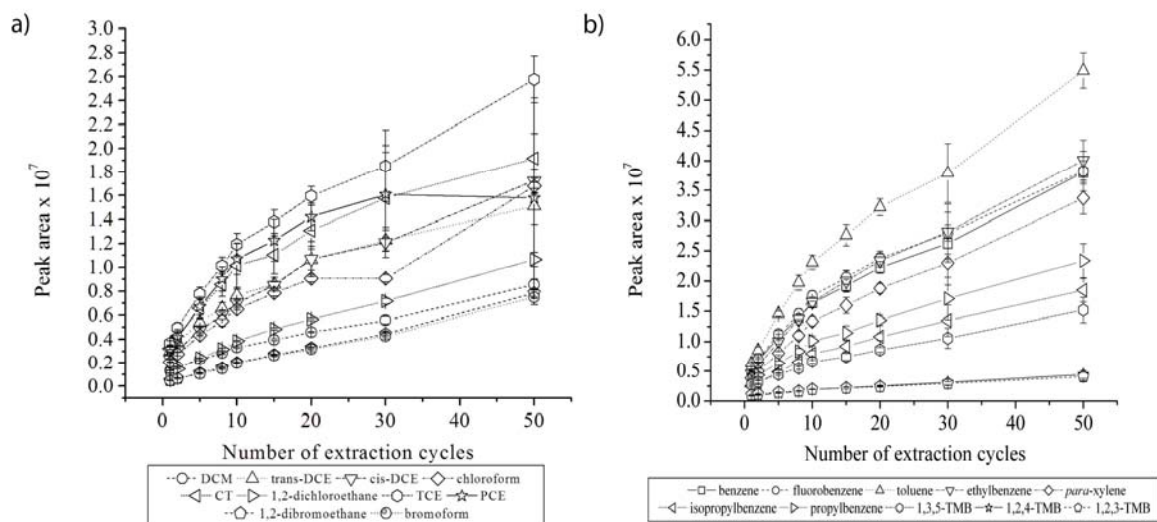 a)
Peak area x 10^7
3.0
2.8
2.6
2.4
2.2
2.0
1.8
1.6
1.4
1.2
1.0
0.8
0.6
0.4
0.2
0.0
0 10 20 30 40 50
Number of extraction cycles
DCM trans-DCE cis-DCE chloroform
CT 1,2-dichloroethane TCE PCE
1,2-dibromoethane bromoform
b)
Peak area x 10^7
6.0
5.5
5.0
4.5
4.0
3.5
3.0
2.5
2.0
1.5
1.0
0.5
0.0
0 10 20 30 40 50
Number of extraction cycles
benzene fluorobenzene toluene ethylbenzene para-xylene
isopropylbenzene propylbenzene 1,3,5-TMB 1,2,4-TMB 1,2,3-TMB